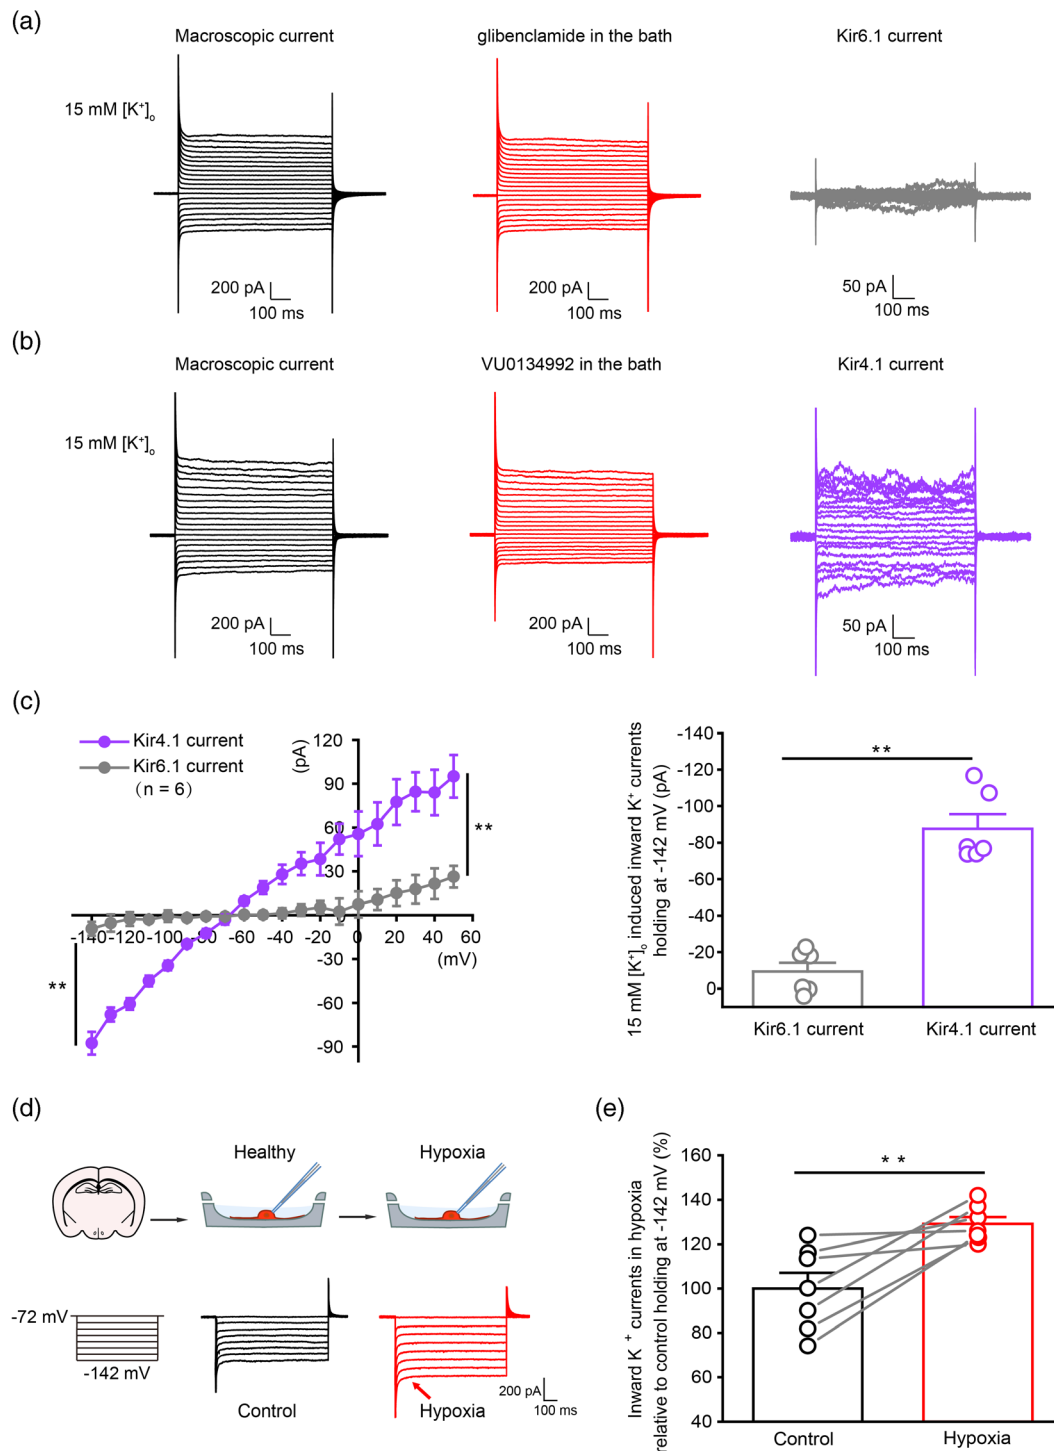 (a)
Macroscopic current
glibenclamide in the bath
Kir6.1 current
15 mM [K+]o
200 pA
100 ms
200 pA
100 ms
50 pA
100 ms
(b)
Macroscopic current
VU0134992 in the bath
Kir4.1 current
15 mM [K+]o
200 pA
100 ms
200 pA
100 ms
50 pA
100 ms
(c)
Kir4.1 current
Kir6.1 current
(n = 6)
(pA)
120
90
60
30
-30
-60
-90
-140
-100
-60
-20
0
20
40
60
(mV)
**
**
15 mM [K+]o induced inward K+ currents
holding at -142 mV (pA)
-140
-120
-100
-80
-60
-40
-20
0
**
Kir6.1 current
Kir4.1 current
(d)
Healthy
Hypoxia
-72 mV
-142 mV
Control
Hypoxia
200 pA
100 ms
(e)
Inward K + currents in hypoxia
relative to control holding at -142 mV (%)
160
140
120
100
80
60
40
* *
Control
Hypoxia